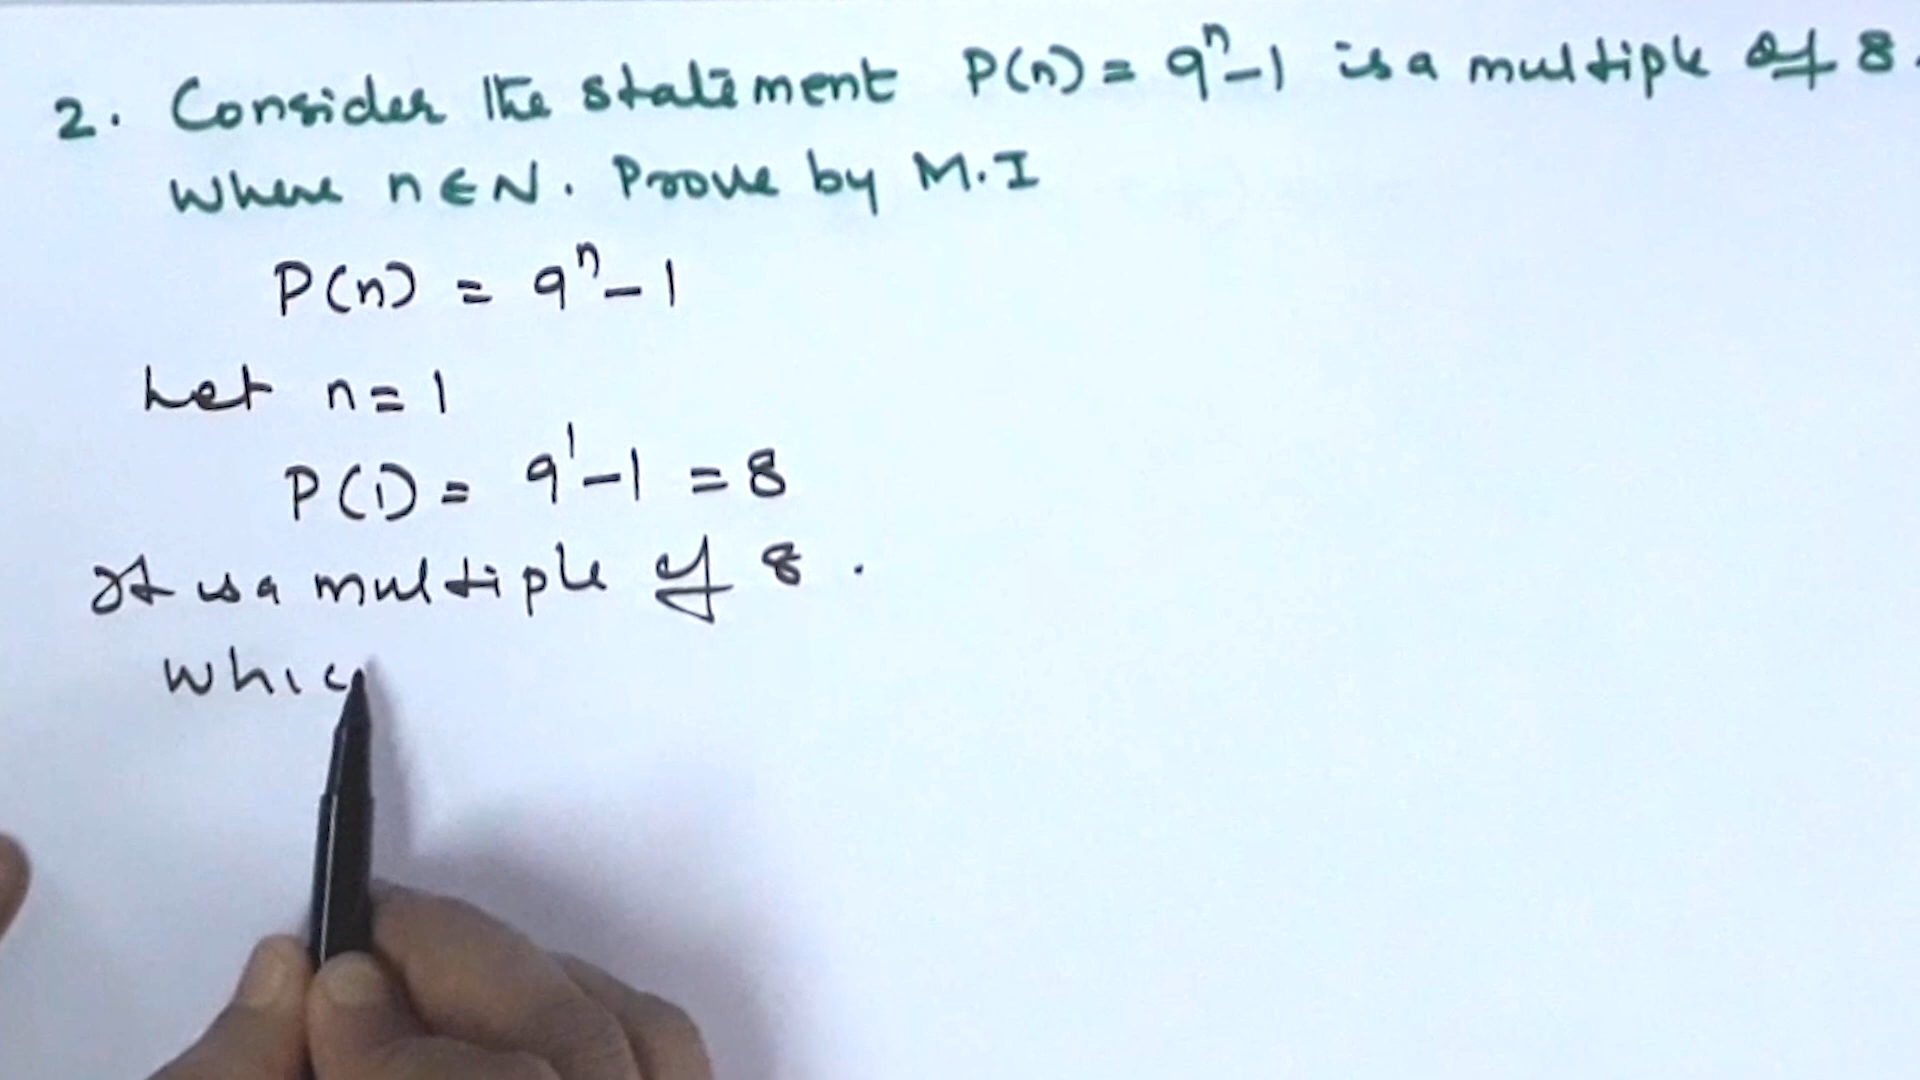 2. Consider the statement P(n) = 9ⁿ-1 is a multiple of 8.
where n∈N. Prove by M.I
P(n) = 9ⁿ-1
Let n=1
P(1) = 9¹-1 = 8
It is a multiple of 8.
Whic